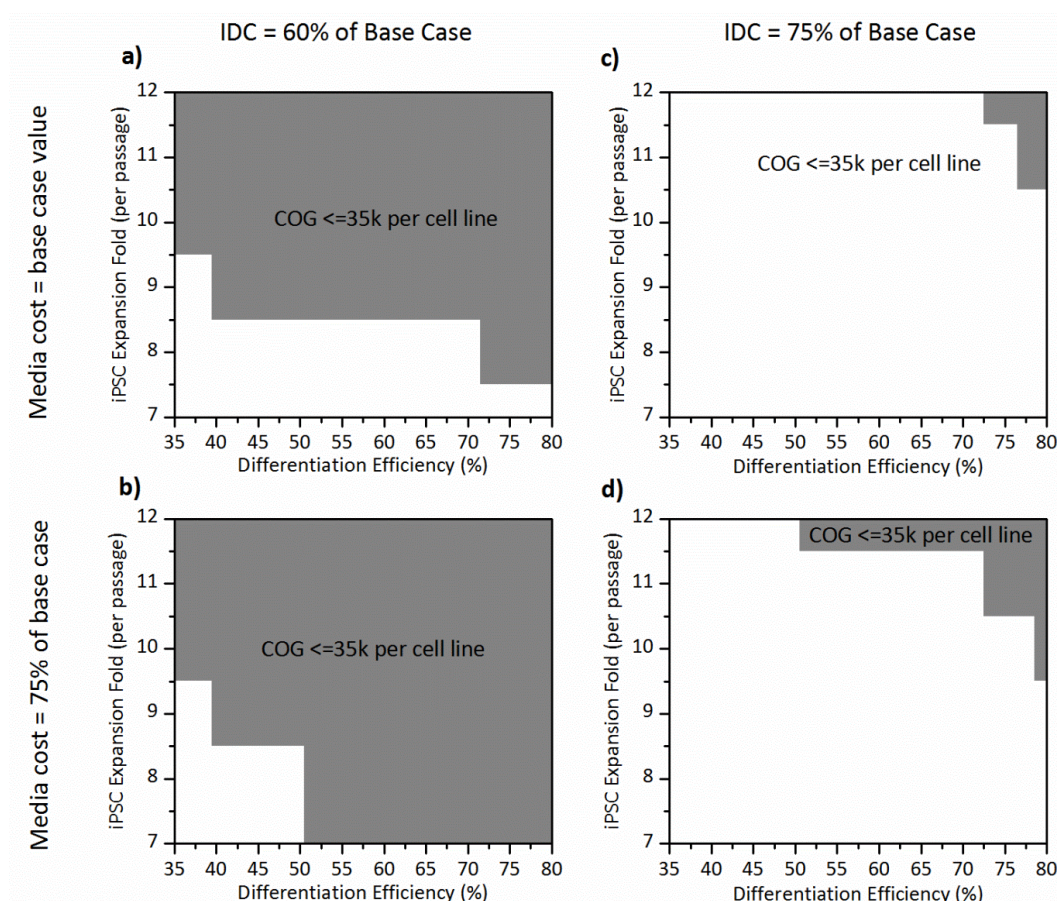 IDC = 60% of Base Case
IDC = 75% of Base Case
Media cost = base case value
Media cost = 75% of base case
a)
iPSC Expansion Fold (per passage)
12
11
10
9
8
7
COG <=35k per cell line
35 40 45 50 55 60 65 70 75 80
Differentiation Efficiency (%)
c)
iPSC Expansion Fold (per passage)
12
11
10
9
8
7
COG <=35k per cell line
35 40 45 50 55 60 65 70 75 80
Differentiation Efficiency (%)
b)
iPSC Expansion Fold (per passage)
12
11
10
9
8
7
COG <=35k per cell line
35 40 45 50 55 60 65 70 75 80
Differentiation Efficiency (%)
d)
iPSC Expansion Fold (per passage)
12
11
10
9
8
7
COG <=35k per cell line
35 40 45 50 55 60 65 70 75 80
Differentiation Efficiency (%)